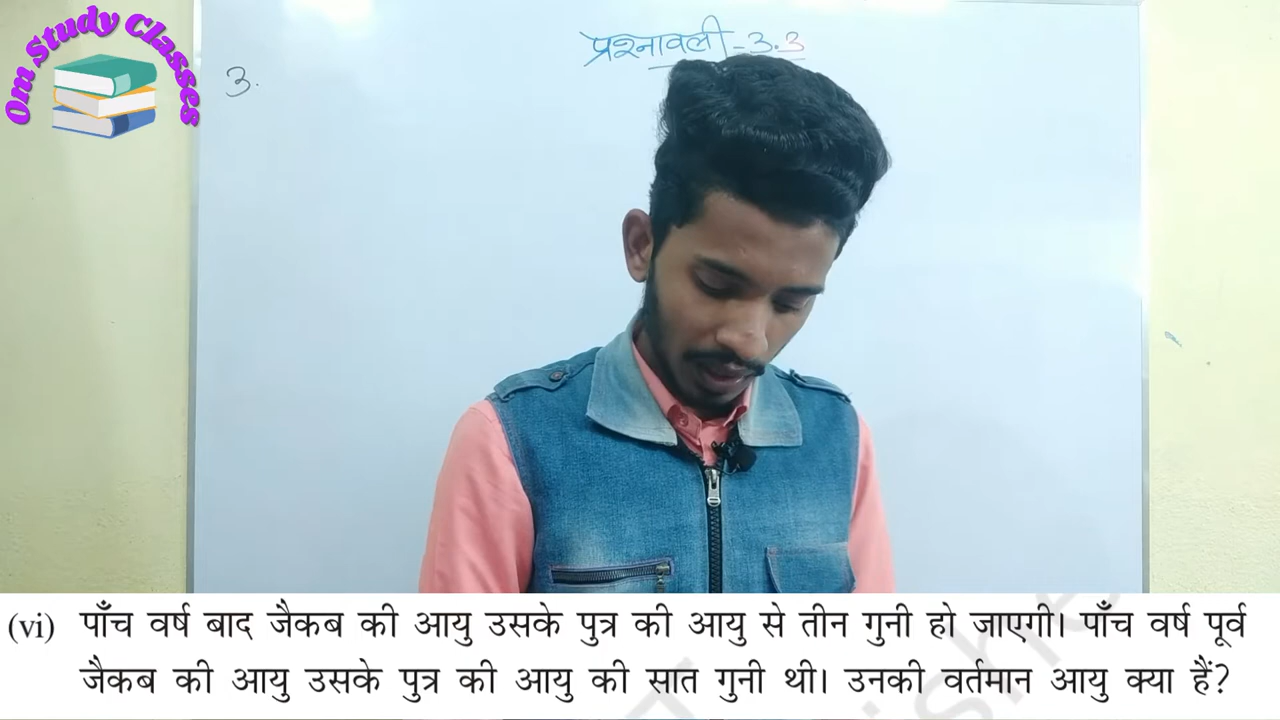 Om Study Classes
प्रश्नावली-3.3
3.
(vi) पाँच वर्ष बाद जैकब की आयु उसके पुत्र की आयु से तीन गुनी हो जाएगी। पाँच वर्ष पूर्व
जैकब की आयु उसके पुत्र की आयु की सात गुनी थी। उनकी वर्तमान आयु क्या हैं?